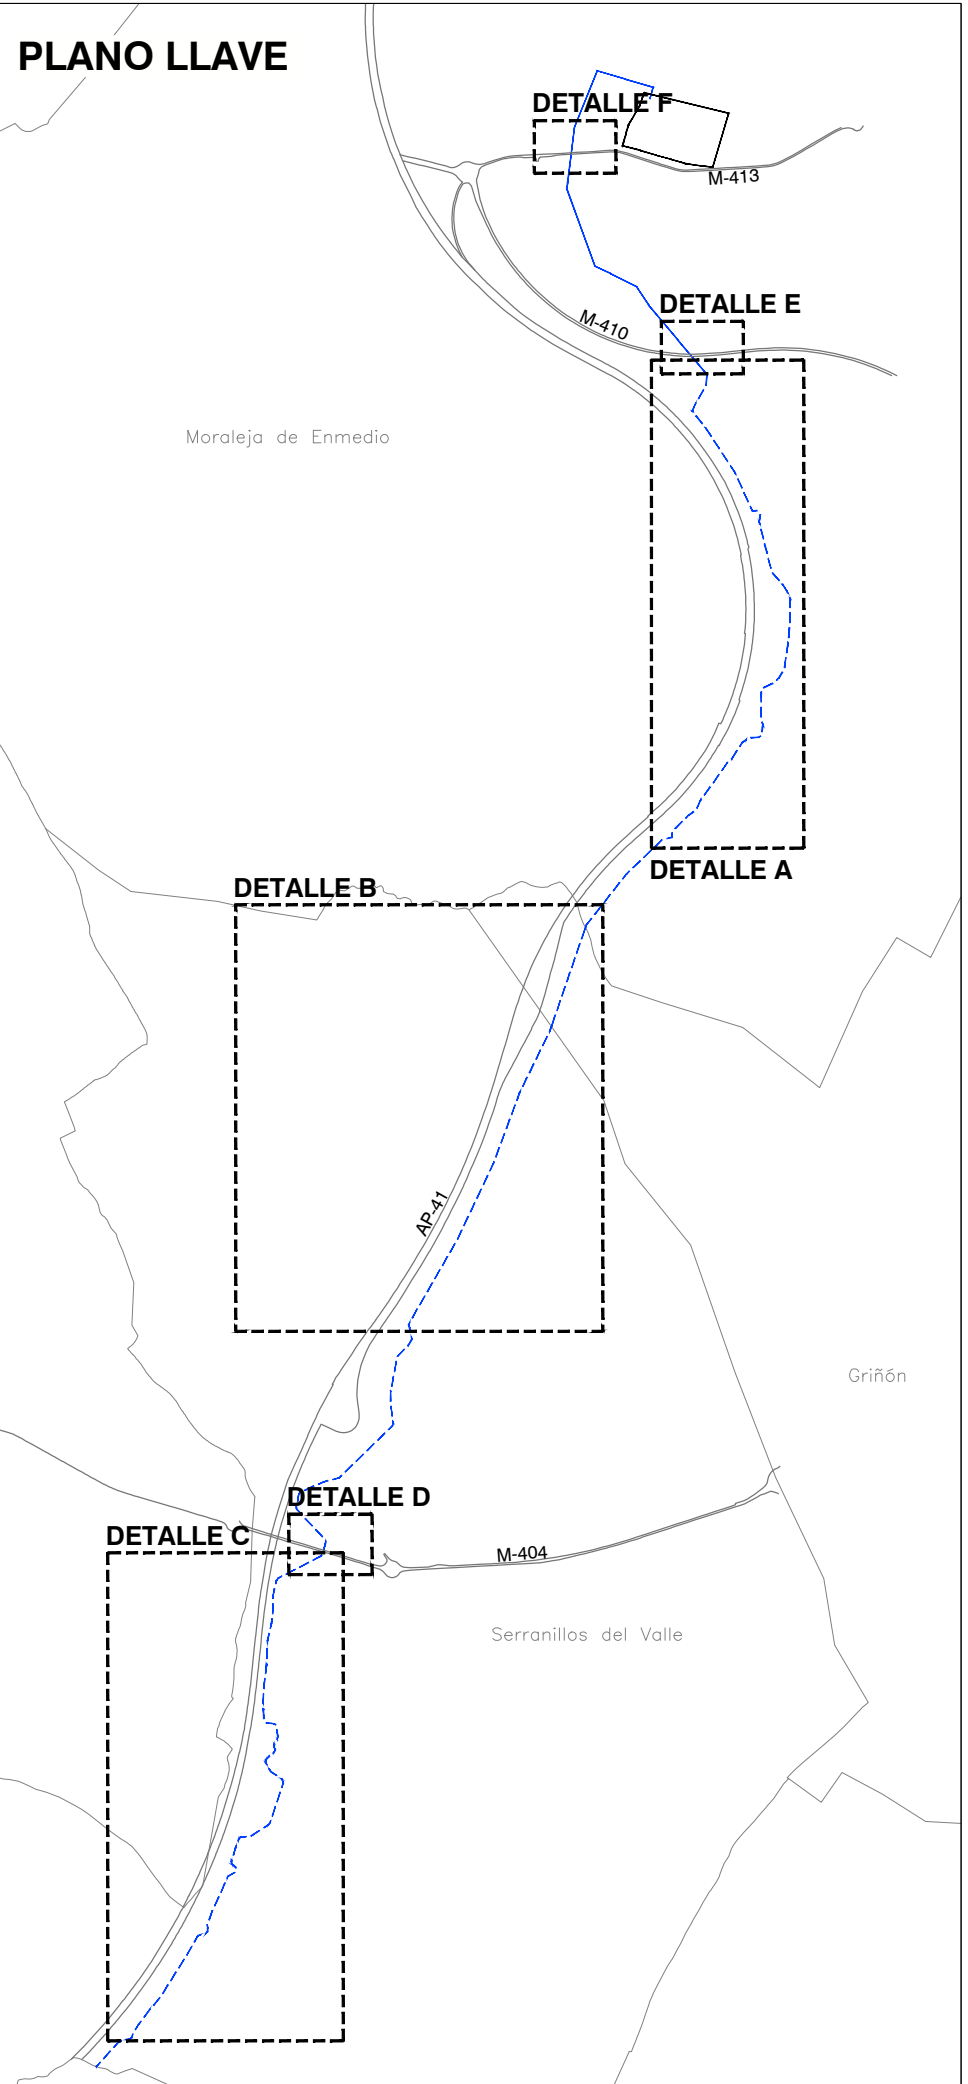 PLANO LLAVE
DETALLE F
M-413
DETALLE E
M-410
Moraleja de Enmedio
DETALLE A
DETALLE B
AP-41
Griñón
DETALLE D
DETALLE C
M-404
Serranillos del Valle